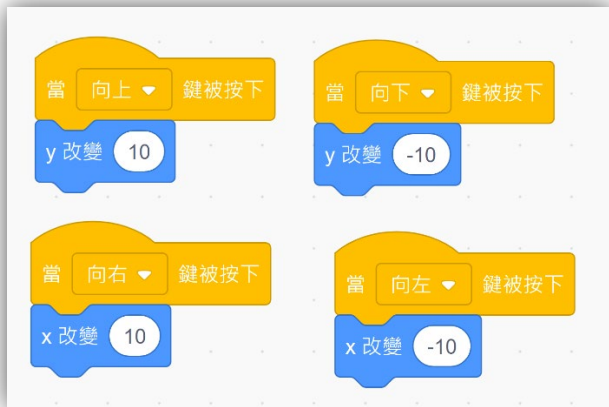 當 向上 鍵被按下
y 改變 10
當 向下 鍵被按下
y 改變 -10
當 向右 鍵被按下
x 改變 10
當 向左 鍵被按下
x 改變 -10